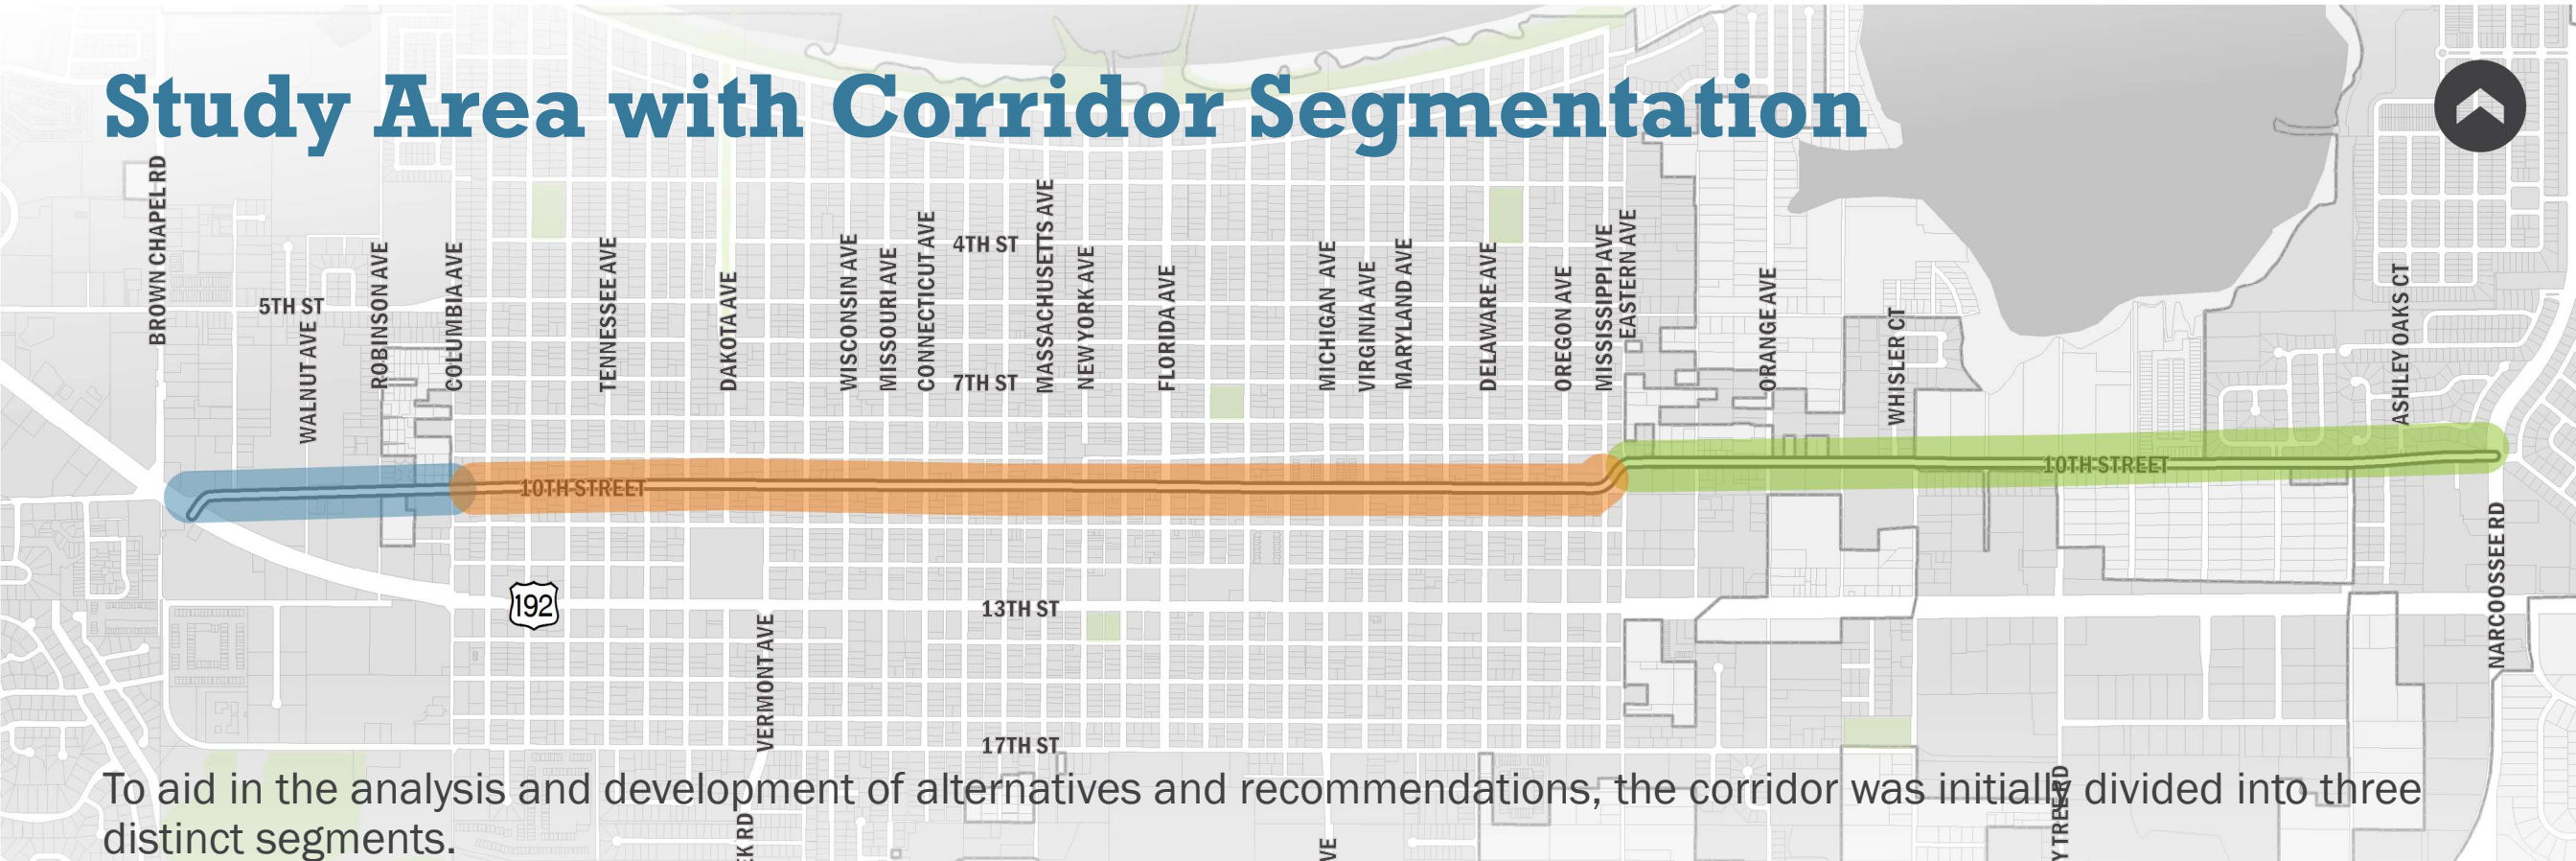 Study Area with Corridor Segmentation
BROWN CHAPEL RD
5TH ST
WALNUT AVE
ROBINSON AVE
COLUMBIA AVE
TENNESSEE AVE
DAKOTA AVE
WISCONSIN AVE
MISSOURI AVE
CONNECTICUT AVE
4TH ST
7TH ST
MASSACHUSETTS AVE
NEW YORK AVE
FLORIDA AVE
MICHIGAN AVE
VIRGINIA AVE
MARYLAND AVE
DELAWARE AVE
OREGON AVE
MISSISSIPPI AVE
EASTERN AVE
ORANGE AVE
WHISLER CT
ASHLEY OAKS CT
10TH STREET
10TH STREET
192
13TH ST
VERMONT AVE
NARCOOSSEE RD
17TH ST
To aid in the analysis and development of alternatives and recommendations, the corridor was initially divided into three
distinct segments.
K RD
VE
Y TREE RD